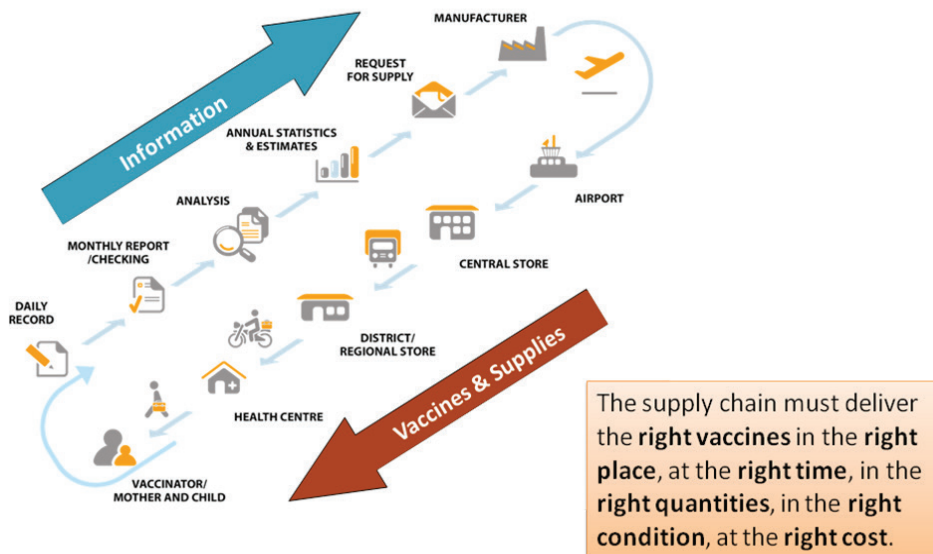 MANUFACTURER
REQUEST
FOR SUPPLY
Information
ANNUAL STATISTICS
& ESTIMATES
AIRPORT
ANALYSIS
CENTRAL STORE
MONTHLY REPORT
/CHECKING
DAILY
RECORD
DISTRICT/
REGIONAL STORE
Vaccines & Supplies
HEALTH CENTRE
VACCINATOR/
MOTHER AND CHILD
The supply chain must deliver
the right vaccines in the right
place, at the right time, in the
right quantities, in the right
condition, at the right cost.